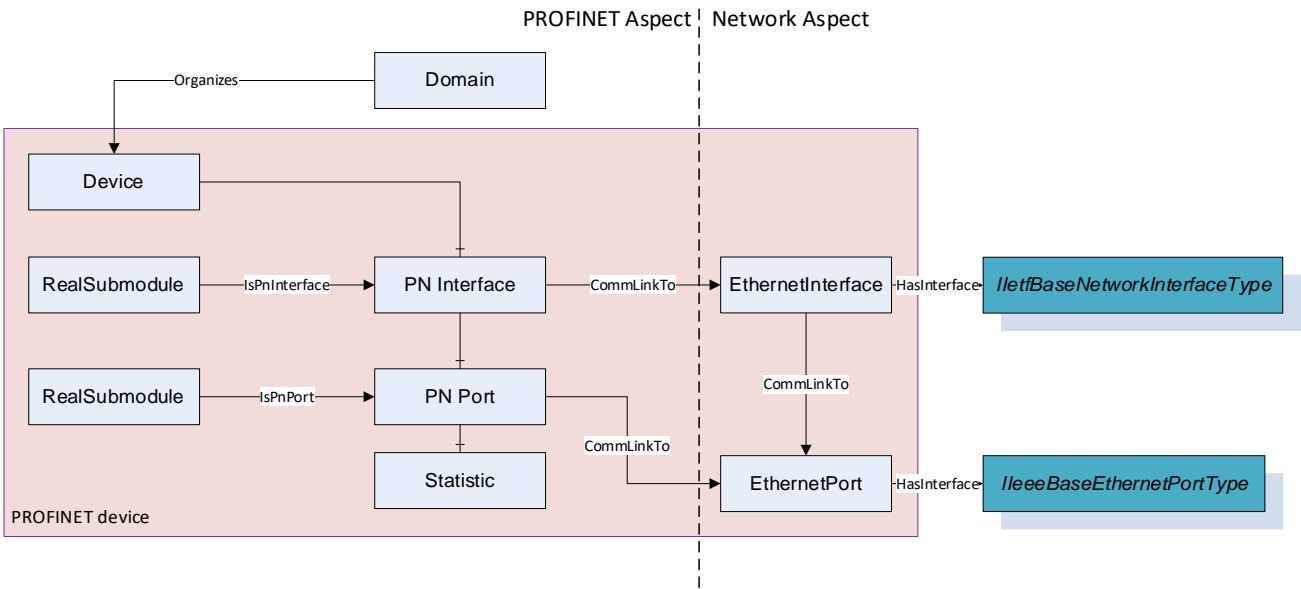 PROFINET Aspect
Network Aspect
Organizes
Domain
Device
RealSubmodule
IsPnInterface
PN Interface
CommLinkTo
EthernetInterface
HasInterface
IIetfBaseNetworkInterfaceType
RealSubmodule
IsPnPort
PN Port
CommLinkTo
CommLinkTo
Statistic
EthernetPort
HasInterface
IIeeeBaseEthernetPortType
PROFINET device